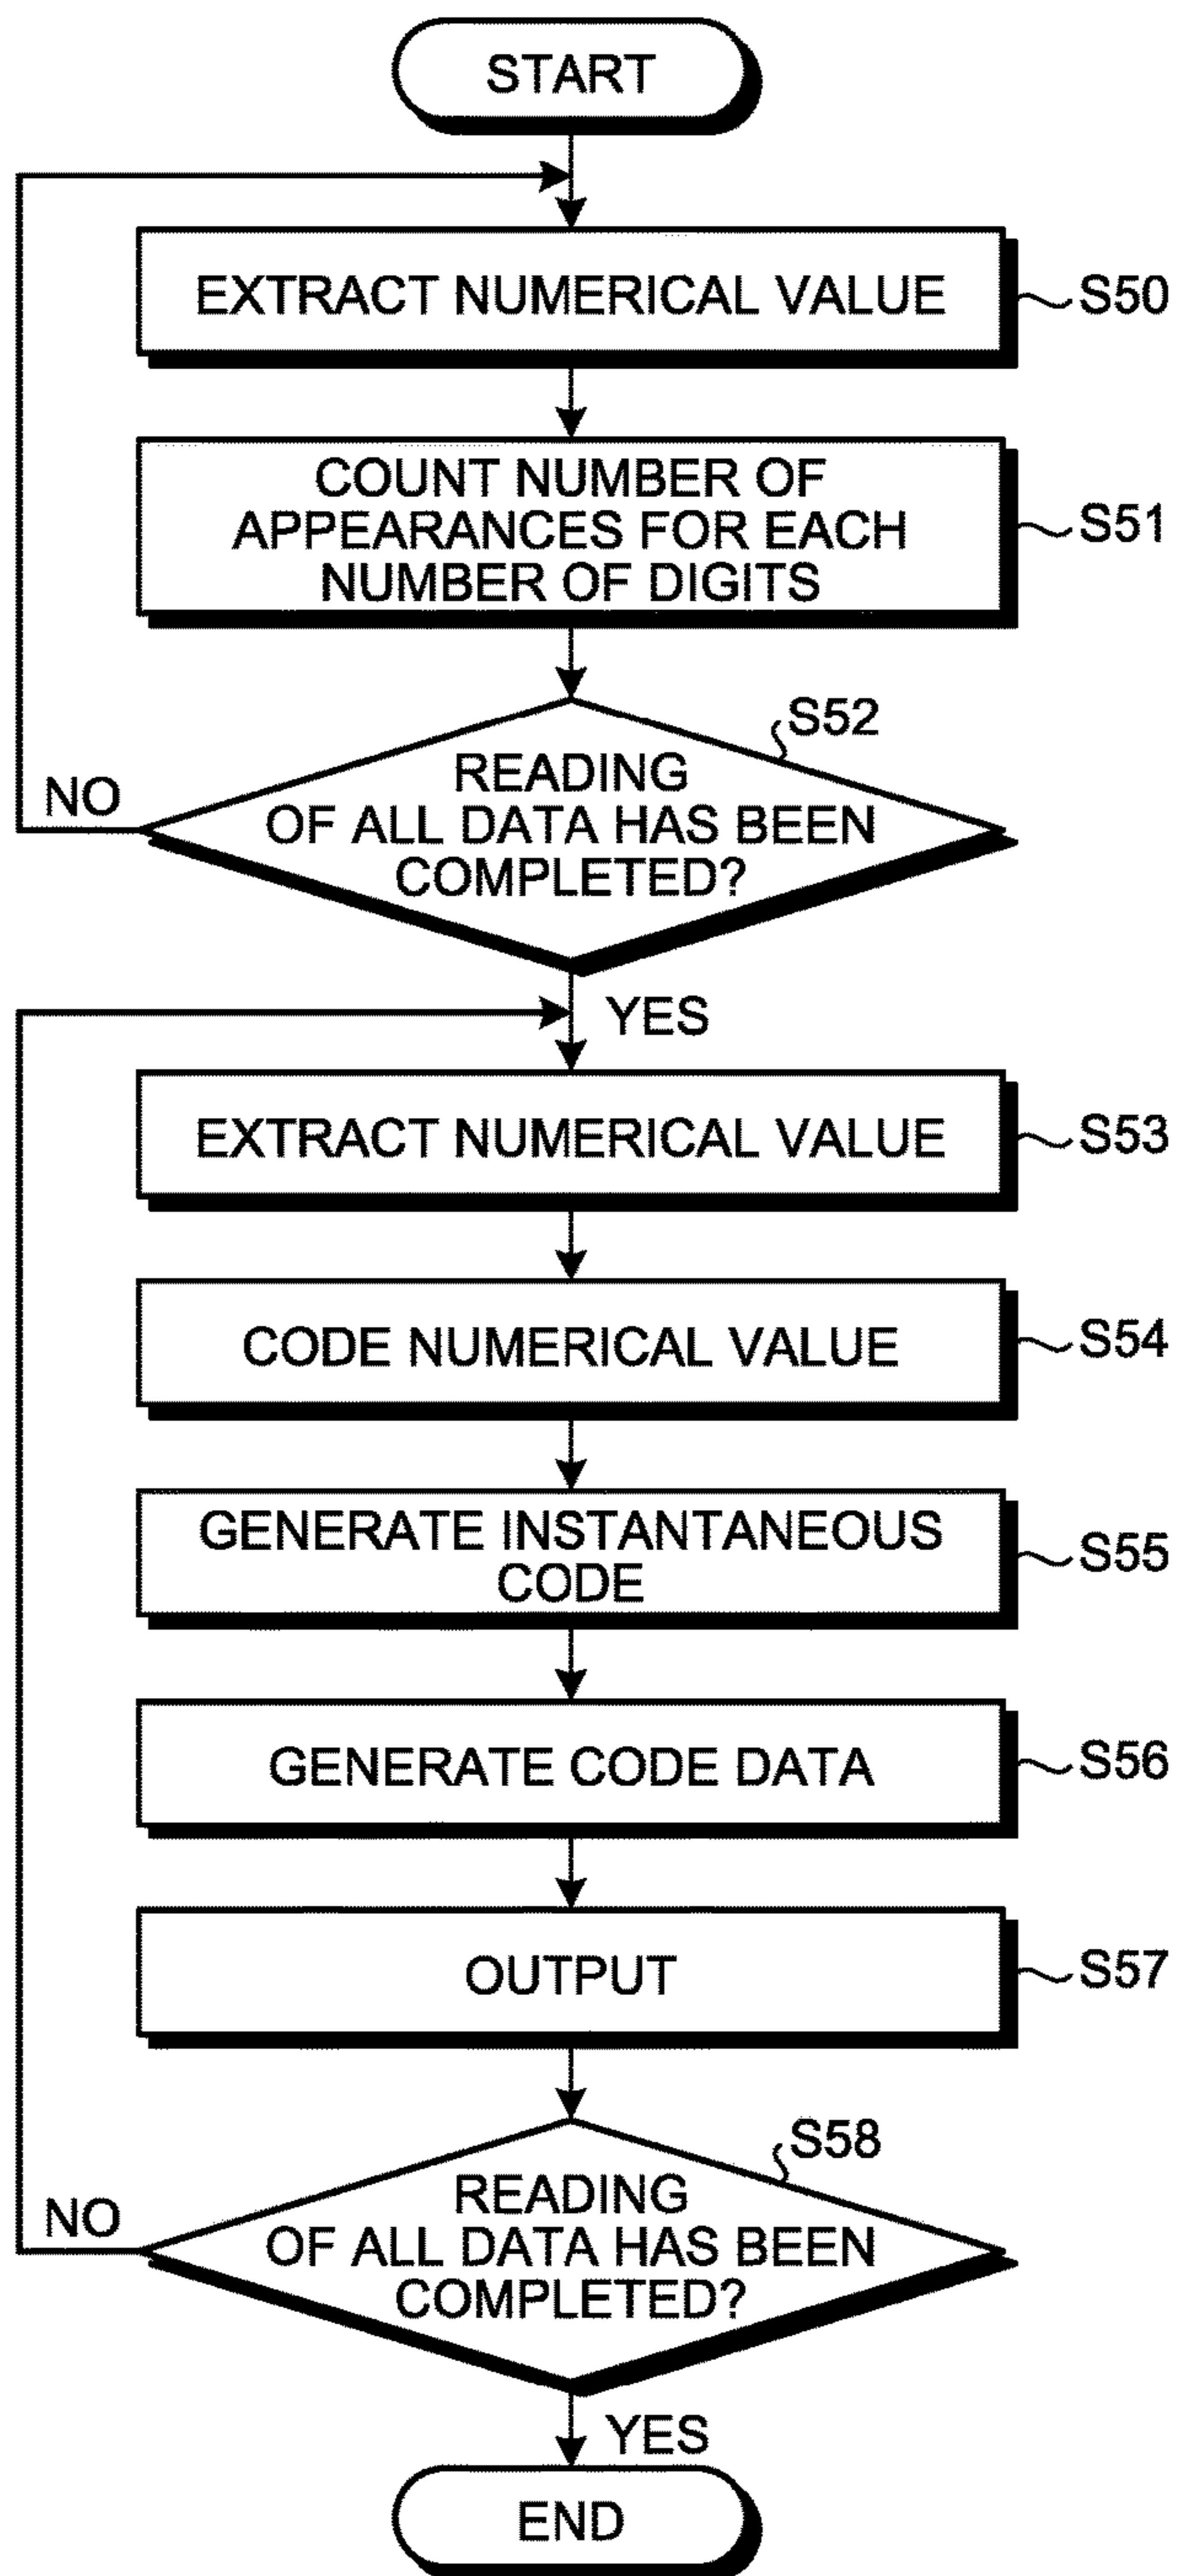 START
EXTRACT NUMERICAL VALUE
S50
COUNT NUMBER OF
APPEARANCES FOR EACH
NUMBER OF DIGITS
S51
S52
READING
OF ALL DATA HAS BEEN
COMPLETED?
NO
YES
EXTRACT NUMERICAL VALUE
S53
CODE NUMERICAL VALUE
S54
GENERATE INSTANTANEOUS
CODE
S55
GENERATE CODE DATA
S56
OUTPUT
S57
S58
READING
OF ALL DATA HAS BEEN
COMPLETED?
NO
YES
END